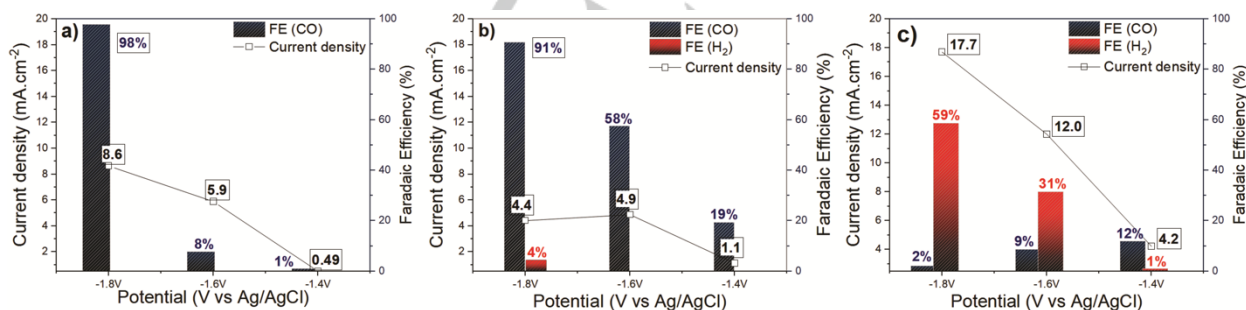 a)
FE (CO)
Current density
98%
8.6
5.9
8%
1%
0.49
20
18
16
14
12
10
8
6
4
2
100
80
60
40
20
0
-1.8V
-1.6V
-1.4V
Current density (mA.cm⁻²)
Faradaic Efficiency (%)
Potential (V vs Ag/AgCl)
b)
FE (CO)
FE (H₂)
Current density
91%
58%
4.4
4.9
19%
4%
1.1
20
18
16
14
12
10
8
6
4
2
100
80
60
40
20
0
-1.8V
-1.6V
-1.4V
Current density (mA.cm⁻²)
Faradaic Efficiency (%)
Potential (V vs Ag/AgCl)
c)
FE (CO)
FE (H₂)
Current density
17.7
59%
12.0
31%
2%
9%
12%
4.2
1%
20
18
16
14
12
10
8
6
4
100
80
60
40
20
0
-1.8V
-1.6V
-1.4V
Current density (mA.cm⁻²)
Faradaic Efficiency (%)
Potential (V vs Ag/AgCl)